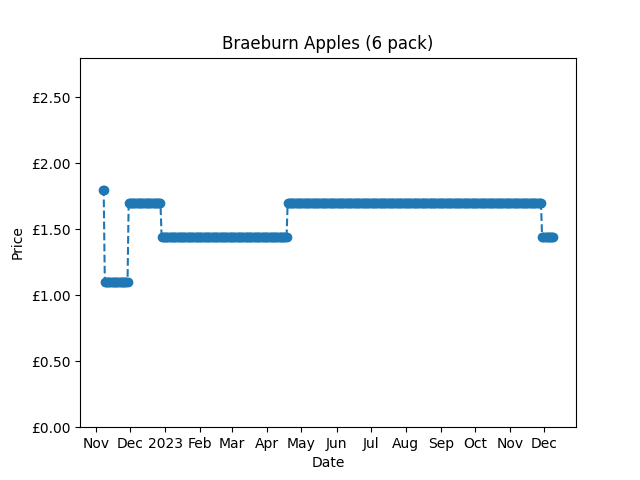 Braeburn Apples (6 pack)
£2.50
£2.00
£1.50
£1.00
£0.50
£0.00
Price
Nov Dec 2023 Feb Mar Apr May Jun Jul Aug Sep Oct Nov Dec
Date